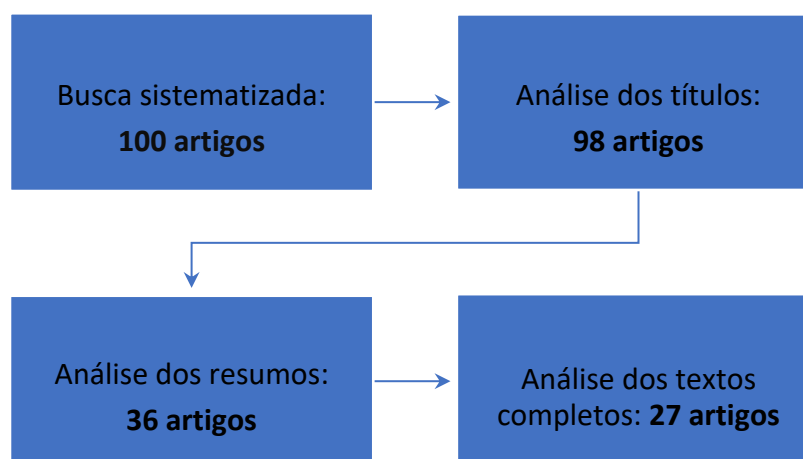 Busca sistematizada:
100 artigos
Análise dos títulos:
98 artigos
Análise dos resumos:
36 artigos
Análise dos textos
completos: 27 artigos